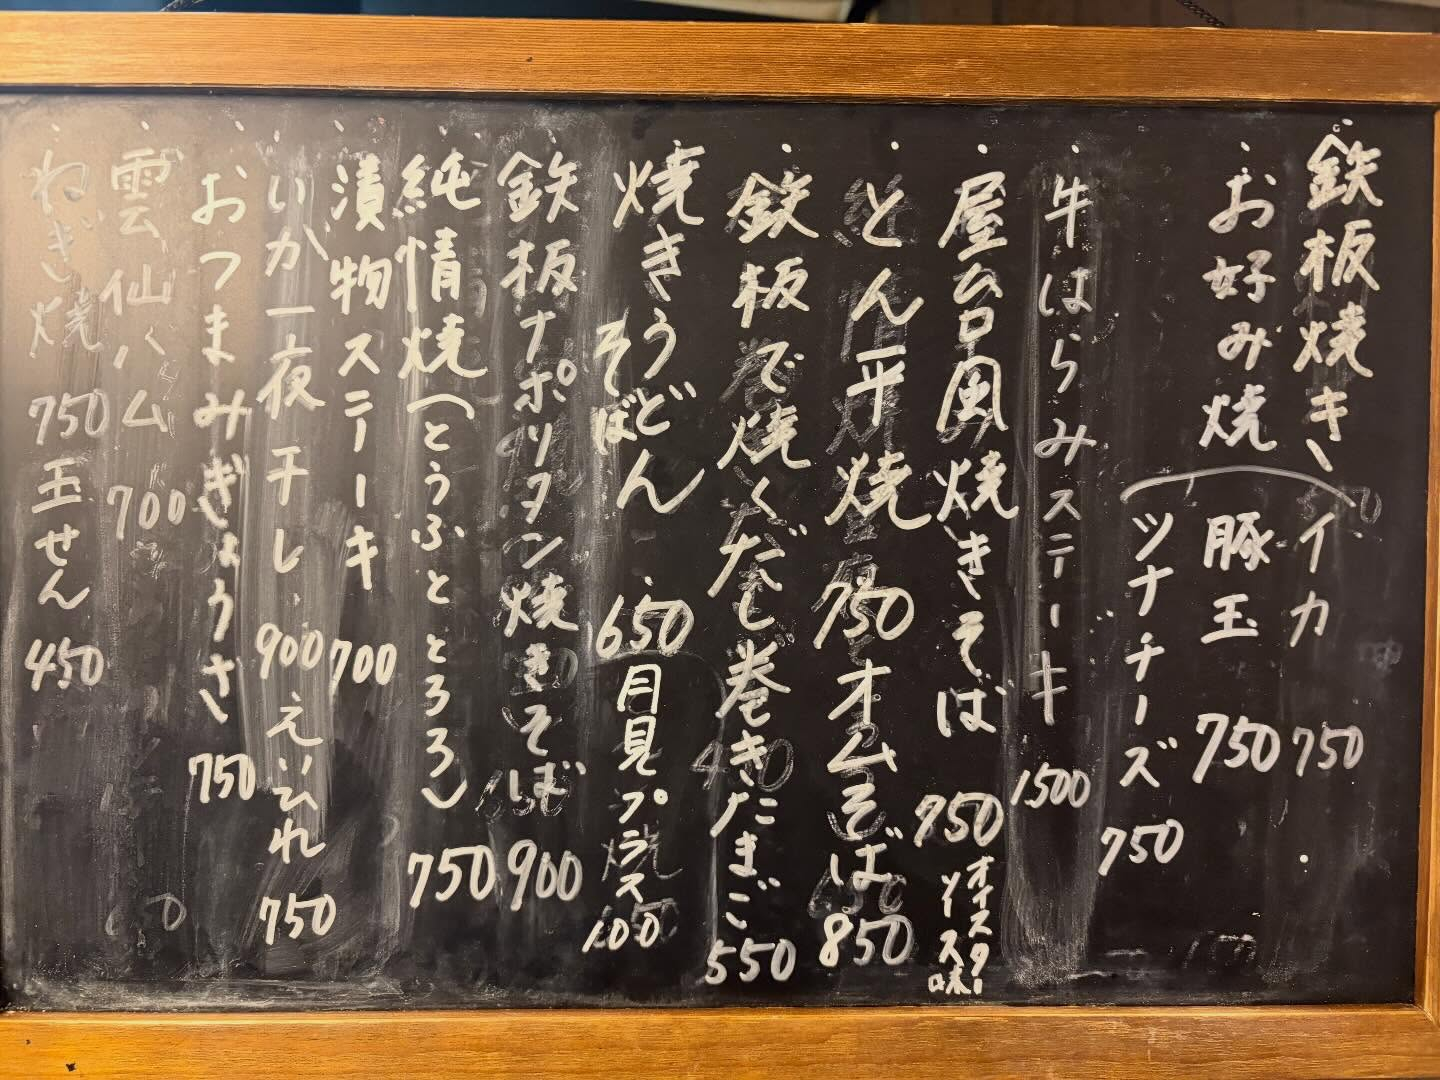 ・鉄板焼き
イカ 750
・お好み焼 豚玉 750
ツナチーズ 750
・牛はらみステーキ 1500
・屋台風焼きそば 750
オイスターソース味
・とん平焼 750 オムそば 850
・鉄板で焼くだし巻きたまご 550
・焼きうどん 650
そば
月見プラス100
・鉄板ナポリタン焼きそば 900
・純情焼(とうふととろろ) 750
・漬物ステーキ 700
・いか一夜干し 900 えいひれ 750
・おつまみぎょうさ 750
・雲仙ハム 700
・ねぎ焼 750 玉せん 450